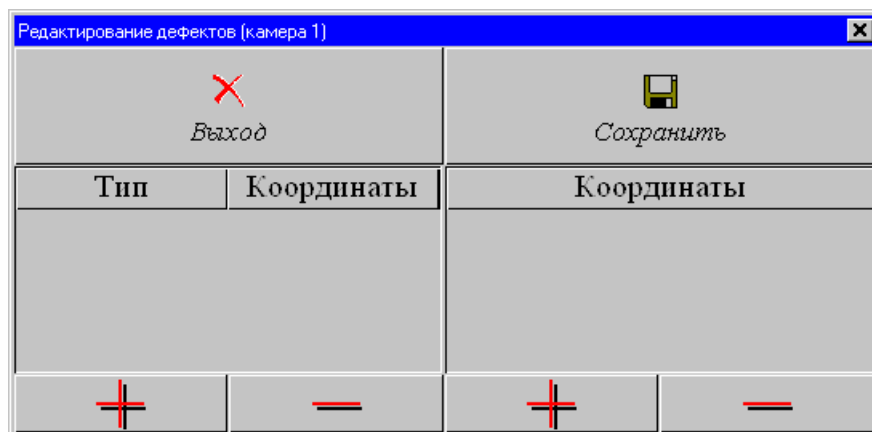 Редактирование дефектов (камера 1)
Выход
Сохранить
Тип Координаты Координаты